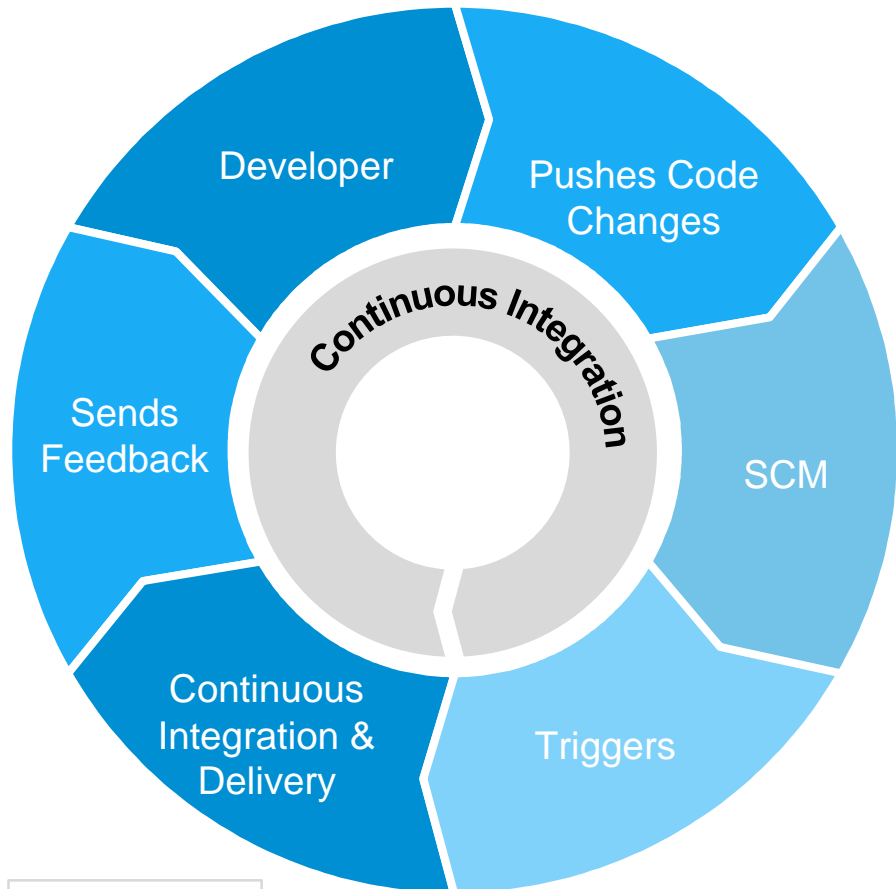 Developer
Pushes Code
Changes
Continuous Integration
Sends
Feedback
SCM
Continuous
Integration &
Delivery
Triggers